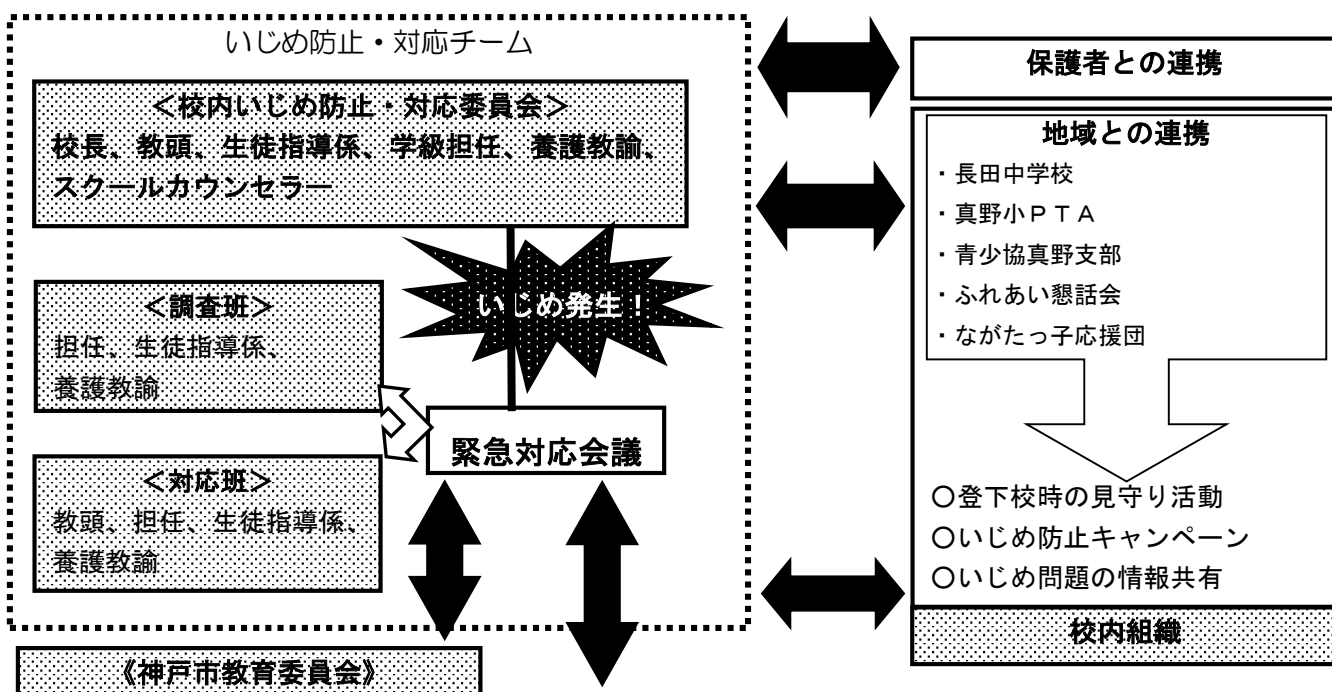 いじめ防止・対応チーム
＜校内いじめ防止・対応委員会＞
校長、教頭、生徒指導係、学級担任、養護教諭、
スクールカウンセラー
いじめ発生！
＜調査班＞
担任、生徒指導係、
養護教諭
緊急対応会議
＜対応班＞
教頭、担任、生徒指導係、
養護教諭
《神戸市教育委員会》
保護者との連携
地域との連携
・長田中学校
・真野小ＰＴＡ
・青少協真野支部
・ふれあい懇話会
・ながたっ子応援団
○登下校時の見守り活動
○いじめ防止キャンペーン
○いじめ問題の情報共有
校内組織